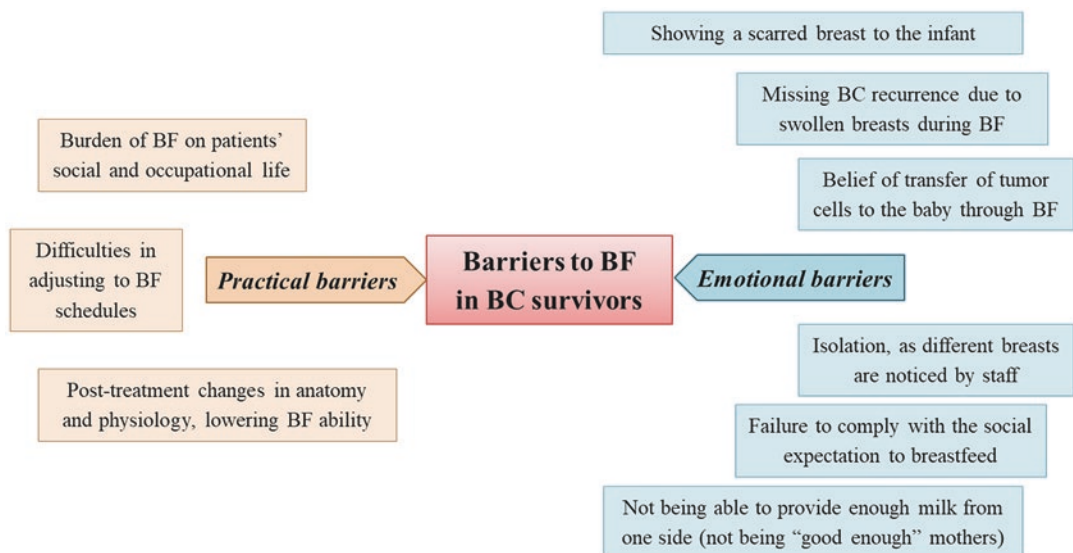 Showing a scarred breast to the infant
Missing BC recurrence due to
swollen breasts during BF
Burden of BF on patients'
social and occupational life
Belief of transfer of tumor
cells to the baby through BF
Difficulties in
adjusting to BF
schedules
Practical barriers
Barriers to BF
in BC survivors
Emotional barriers
Isolation, as different breasts
are noticed by staff
Post-treatment changes in anatomy
and physiology, lowering BF ability
Failure to comply with the social
expectation to breastfeed
Not being able to provide enough milk from
one side (not being “good enough” mothers)